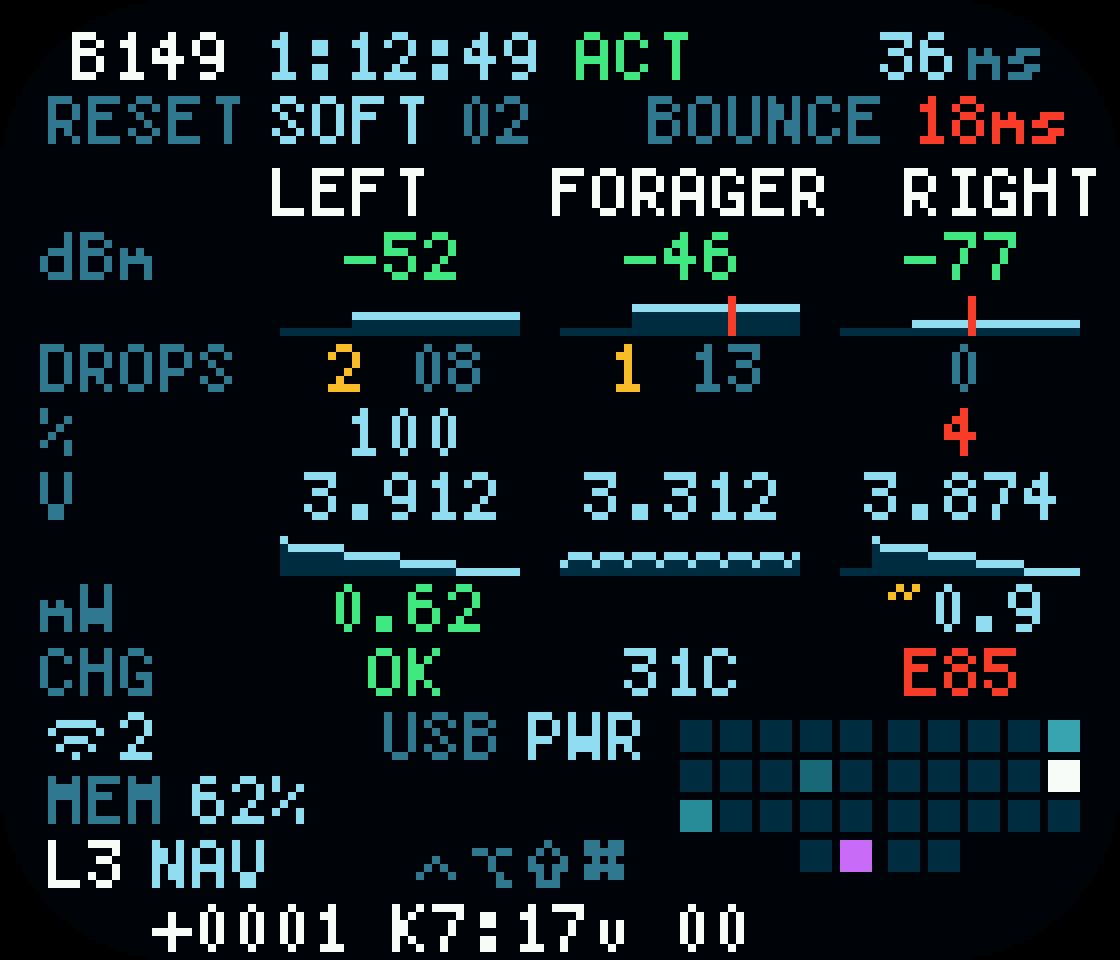 B149 1:12:49 ACT 36 ms
RESET SOFT 02 BOUNCE 18ms
LEFT FORAGER RIGHT
dBm -52 -46 -77
DROPS 2 08 1 13 0
% 100 4
V 3.912 3.312 3.874
mW 0.62 ~0.9
CHG OK 31C E85
2 USB PWR
MEM 62%
L3 NAV ^⌥⇧⌘
+0001 K7:17v 00